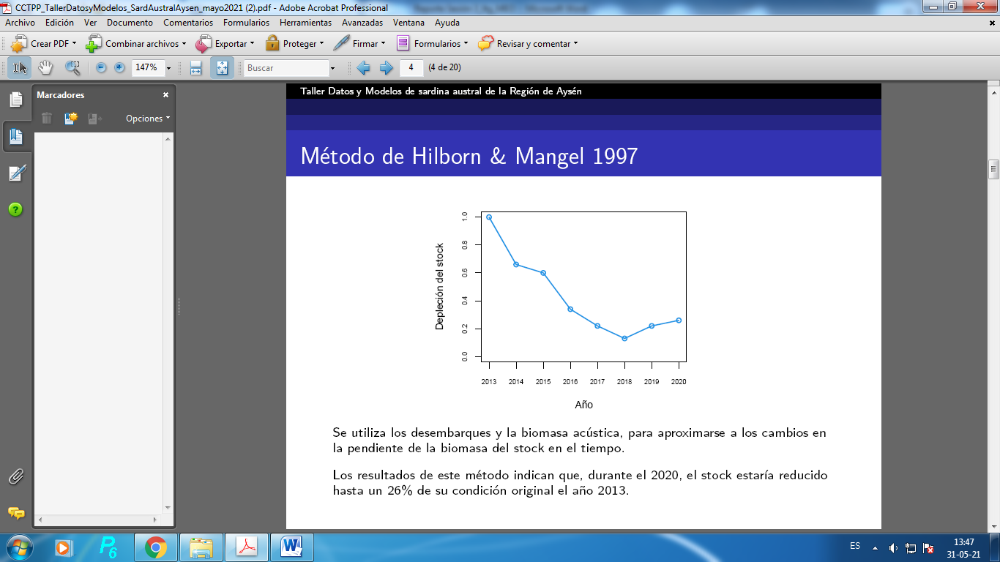 CCTPP_TallerDatosyModelos_SardAustralAysen_mayo2021 (2).pdf - Adobe Acrobat Professional
Archivo Edición Ver Documento Comentarios Formularios Herramientas Avanzadas Ventana Ayuda
Crear PDF Combinar archivos Exportar Proteger Firmar Formularios Revisar y comentar
147% Buscar 4 (4 de 20)
Marcadores
Opciones
Taller Datos y Modelos de sardina austral de la Región de Aysén
Método de Hilborn & Mangel 1997
Depleción del stock
1.0
0.8
0.6
0.4
0.2
0.0
2013 2014 2015 2016 2017 2018 2019 2020
Año
Se utiliza los desembarques y la biomasa acústica, para aproximarse a los cambios en
la pendiente de la biomasa del stock en el tiempo.
Los resultados de este método indican que, durante el 2020, el stock estaría reducido
hasta un 26% de su condición original el año 2013.
ES 13:47
31-05-21